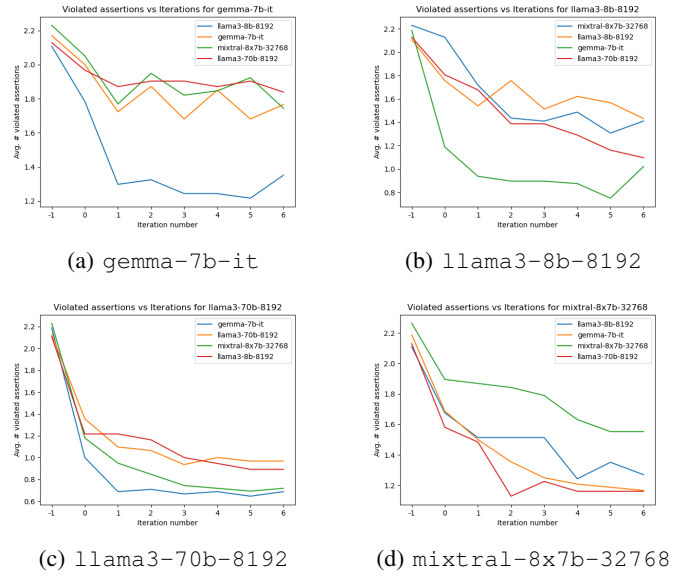 Violated assertions vs Iterations for gemma-7b-it
llama3-8b-8192
gemma-7b-it
mixtral-8x7b-32768
llama3-70b-8192
Avg. # violated assertions
2.2
2.0
1.8
1.6
1.4
1.2
-1 0 1 2 3 4 5 6
Iteration number
(a) gemma-7b-it
Violated assertions vs Iterations for llama3-8b-8192
mixtral-8x7b-32768
llama3-8b-8192
gemma-7b-it
llama3-70b-8192
Avg. # violated assertions
2.2
2.0
1.8
1.6
1.4
1.2
1.0
0.8
-1 0 1 2 3 4 5 6
Iteration number
(b) llama3-8b-8192
Violated assertions vs Iterations for llama3-70b-8192
gemma-7b-it
llama3-70b-8192
mixtral-8x7b-32768
llama3-8b-8192
Avg. # violated assertions
2.2
2.0
1.8
1.6
1.4
1.2
1.0
0.8
0.6
-1 0 1 2 3 4 5 6
Iteration number
(c) llama3-70b-8192
Violated assertions vs Iterations for mixtral-8x7b-32768
llama3-8b-8192
gemma-7b-it
mixtral-8x7b-32768
llama3-70b-8192
Avg. # violated assertions
2.2
2.0
1.8
1.6
1.4
1.2
-1 0 1 2 3 4 5 6
Iteration number
(d) mixtral-8x7b-32768